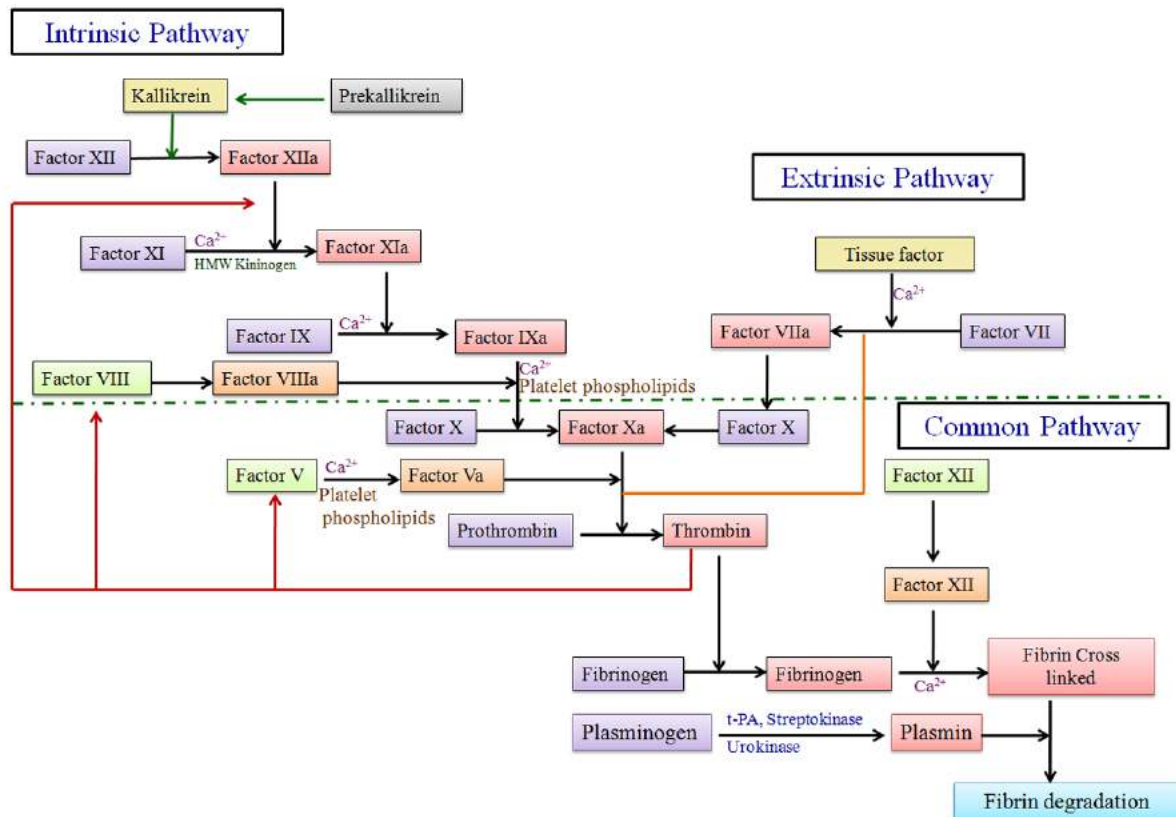 Intrinsic Pathway
Kallikrein
Prekallikrein
Factor XII
Factor XIIa
Extrinsic Pathway
Factor XI
Ca²⁺
HMW Kininogen
Factor XIa
Tissue factor
Ca²⁺
Factor IX
Ca²⁺
Factor IXa
Factor VIIa
Factor VII
Factor VIII
Factor VIIIa
Ca²⁺
Platelet phospholipids
Factor X
Factor Xa
Factor X
Common Pathway
Factor V
Ca²⁺
Platelet
phospholipids
Factor Va
Factor XII
Prothrombin
Thrombin
Factor XII
Fibrinogen
Fibrinogen
Ca²⁺
Fibrin Cross
linked
Plasminogen
t-PA, Streptokinase
Urokinase
Plasmin
Fibrin degradation